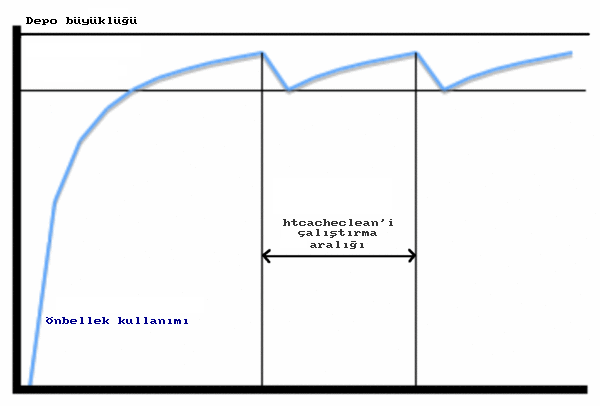 Depo büyüklüğü
htcacheclean'i
çalıştırma
aralığı
önbellek kullanımı